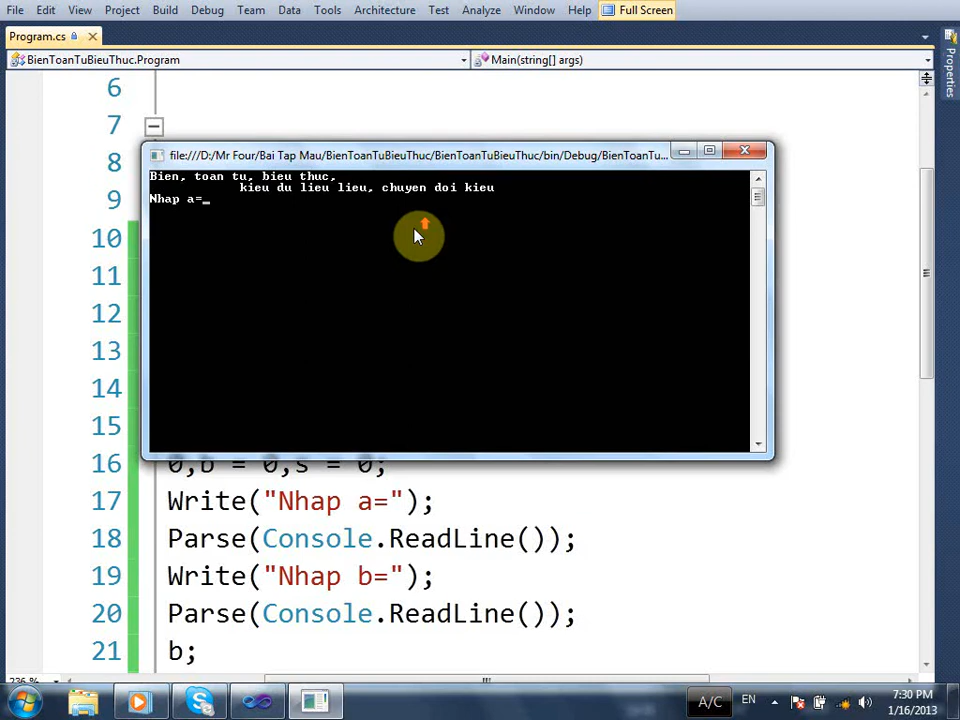 File Edit View Project Build Debug Team Data Tools Architecture Test Analyze Window Help Full Screen
Program.cs
BienToanTuBieuThuc.Program Main(string[] args)
Properties
6
7
8
9
10
11
12
13
14
15
file:///D:/Mr Four/Bai Tap Mau/BienToanTuBieuThuc/BienToanTuBieuThuc/bin/Debug/BienToanTu...
Bien, toan tu, bieu thuc,
kieu du lieu lieu, chuyen doi kieu
Nhap a=_
16 0,b = 0,s = 0;
17 Write("Nhap a=");
18 Parse(Console.ReadLine());
19 Write("Nhap b=");
20 Parse(Console.ReadLine());
21 b;
236 %
A/C EN 7:30 PM
1/16/2013